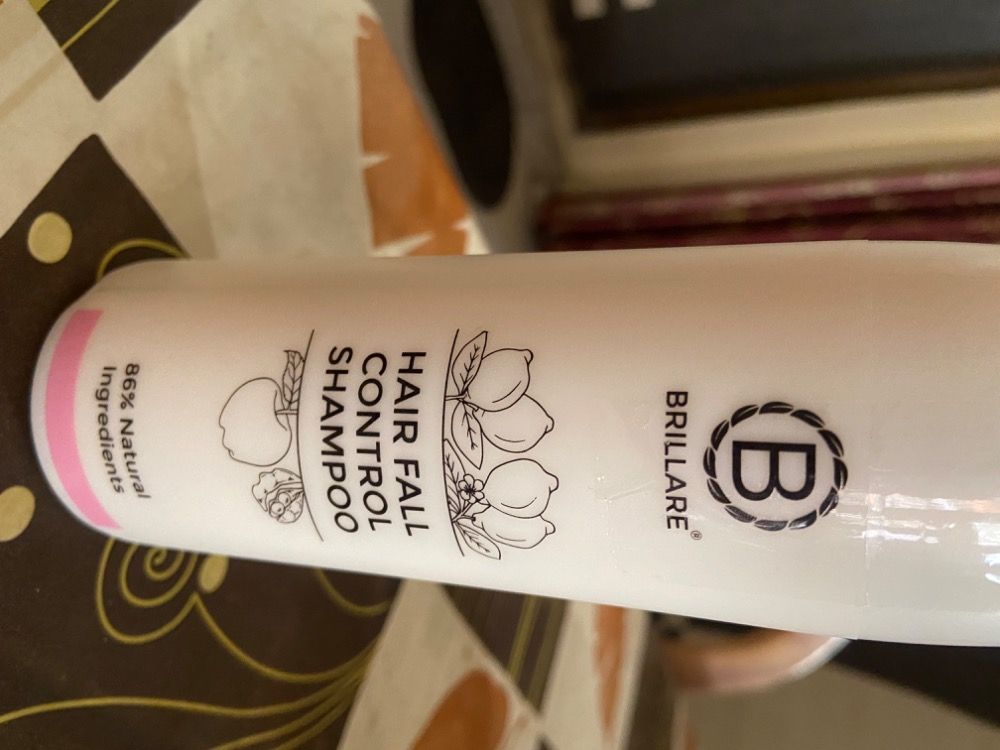 B
BRILLARE®
HAIR FALL
CONTROL
SHAMPOO
86% Natural
Ingredients